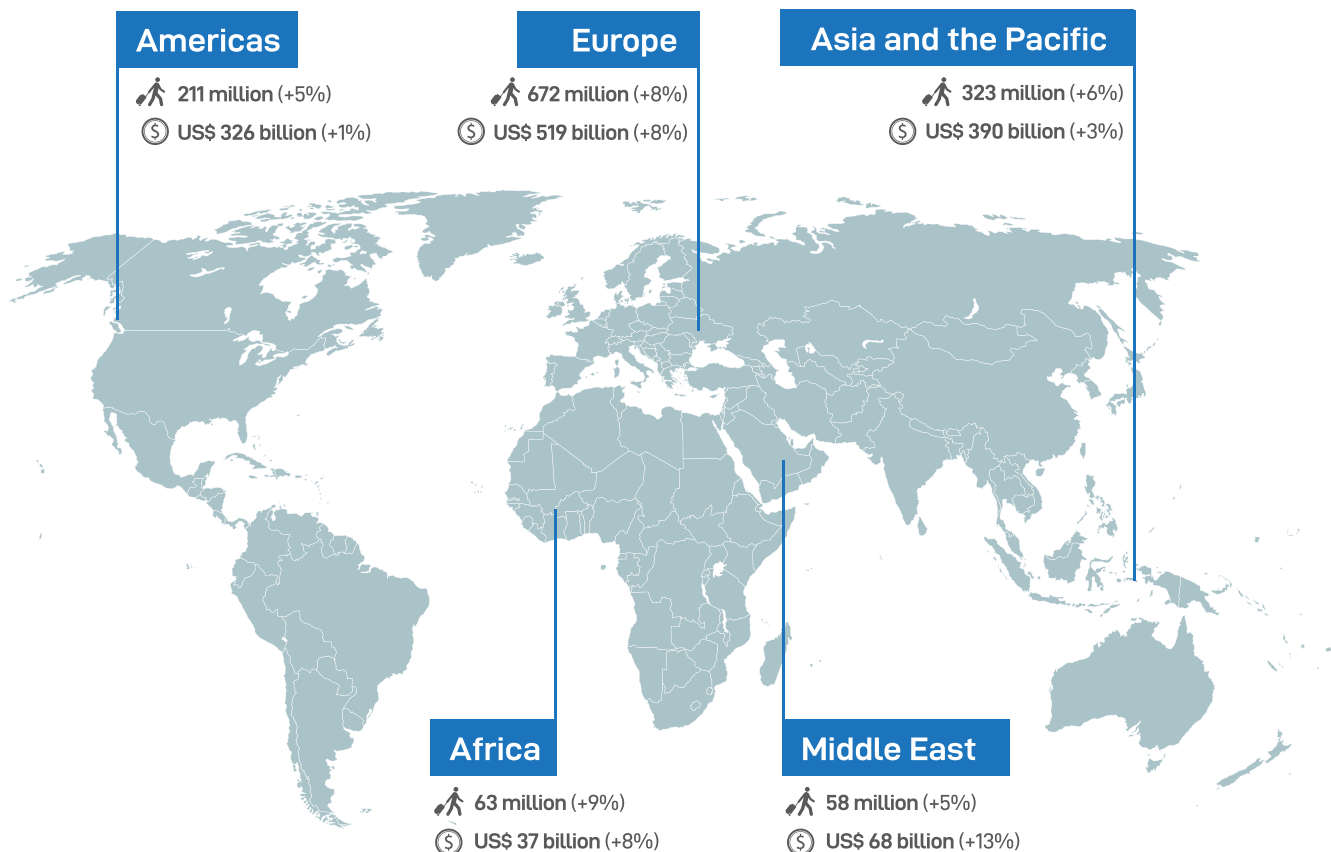 Americas
211 million (+5%)
US$ 326 billion (+1%)
Europe
672 million (+8%)
US$ 519 billion (+8%)
Asia and the Pacific
323 million (+6%)
US$ 390 billion (+3%)
Africa
63 million (+9%)
US$ 37 billion (+8%)
Middle East
58 million (+5%)
US$ 68 billion (+13%)